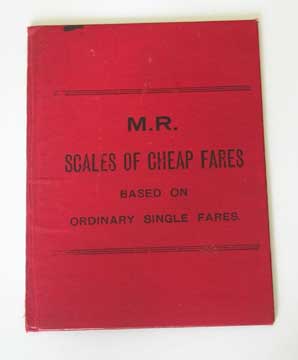 M.R.
SCALES OF CHEAP FARES
BASED ON
ORDINARY SINGLE FARES.